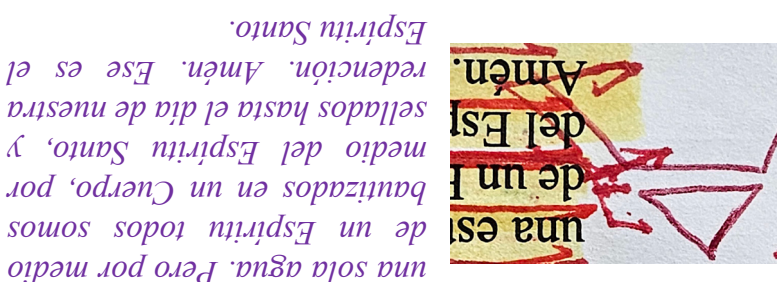 una
de un
del
Amén.
una sola agua. Pero por medio
de un Espíritu todos somos
bautizados en un Cuerpo, por
medio del Espíritu Santo, y
sellados hasta el día de nuestra
redención. Amén. Ese es el
Espíritu Santo.